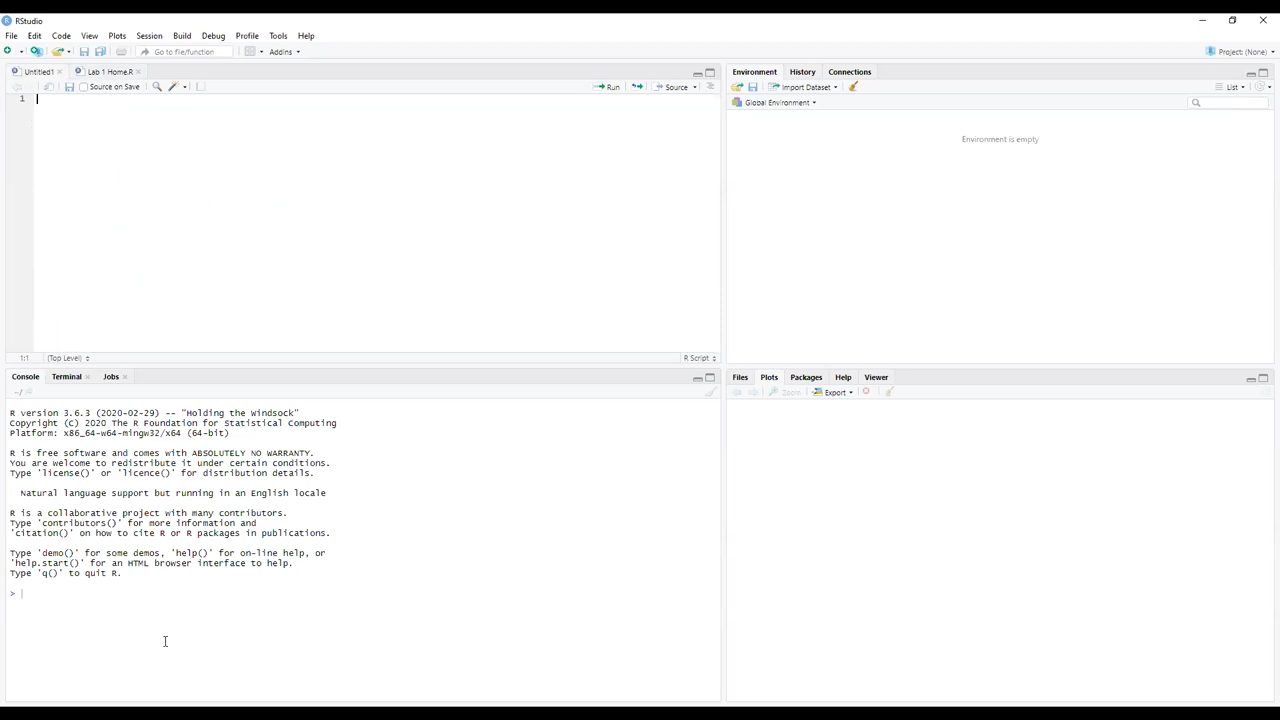 RStudio
File Edit Code View Plots Session Build Debug Profile Tools Help
Go to file/function Addins Project: (None)
Untitled1 Lab 1 Home.R
Source on Save Run Source
1
1:1 (Top Level) R Script
Console Terminal Jobs
~/
R version 3.6.3 (2020-02-29) -- "Holding the Windsock"
Copyright (C) 2020 The R Foundation for Statistical Computing
Platform: x86_64-w64-mingw32/x64 (64-bit)
R is free software and comes with ABSOLUTELY NO WARRANTY.
You are welcome to redistribute it under certain conditions.
Type 'license()' or 'licence()' for distribution details.
Natural language support but running in an English locale
R is a collaborative project with many contributors.
Type 'contributors()' for more information and
'citation()' on how to cite R or R packages in publications.
Type 'demo()' for some demos, 'help()' for on-line help, or
'help.start()' for an HTML browser interface to help.
Type 'q()' to quit R.
>
Environment History Connections
Import Dataset List
Global Environment
Environment is empty
Files Plots Packages Help Viewer
Zoom Export